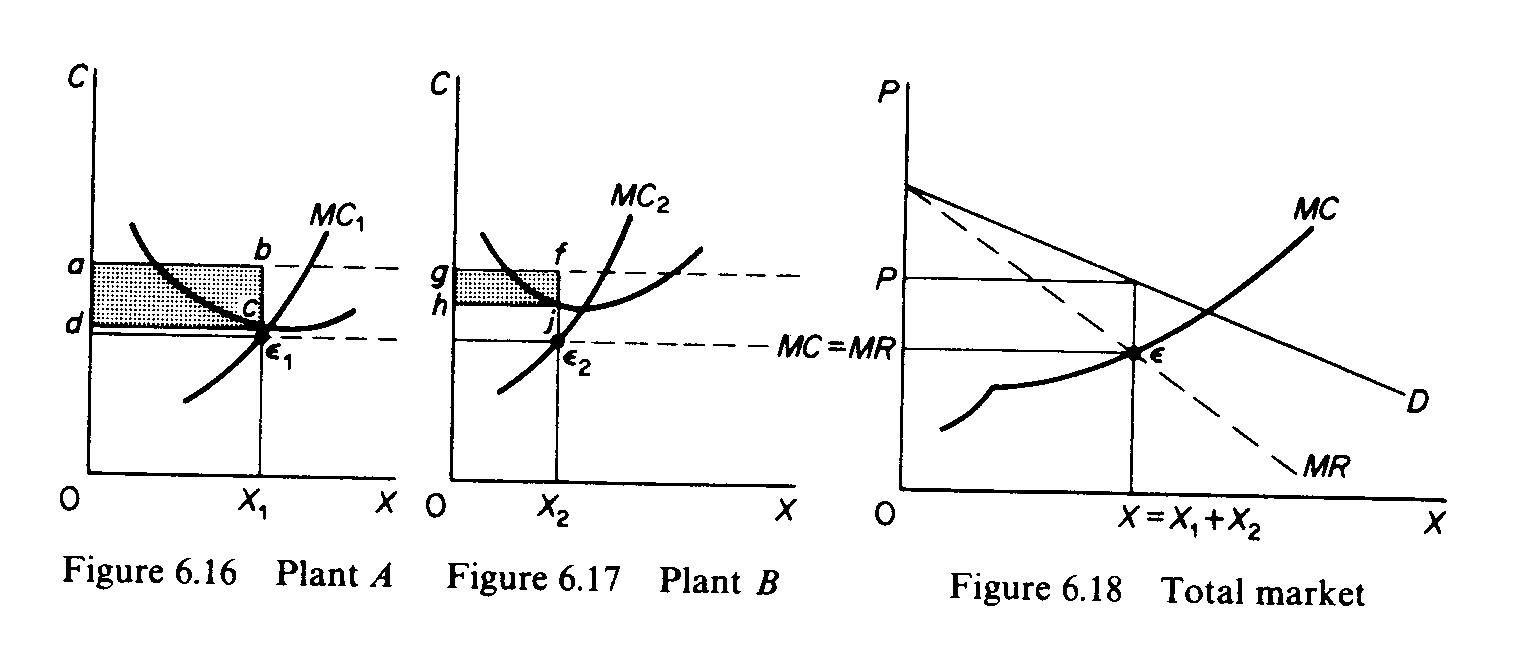 C
MC₁
a
b
c
d
ϵ₁
O
X₁
X
Figure 6.16 Plant A
C
MC₂
f
g
h
j
ϵ₂
O
X₂
X
Figure 6.17 Plant B
P
MC
P
MC=MR
ϵ
D
MR
O
X=X₁+X₂
X
Figure 6.18 Total market